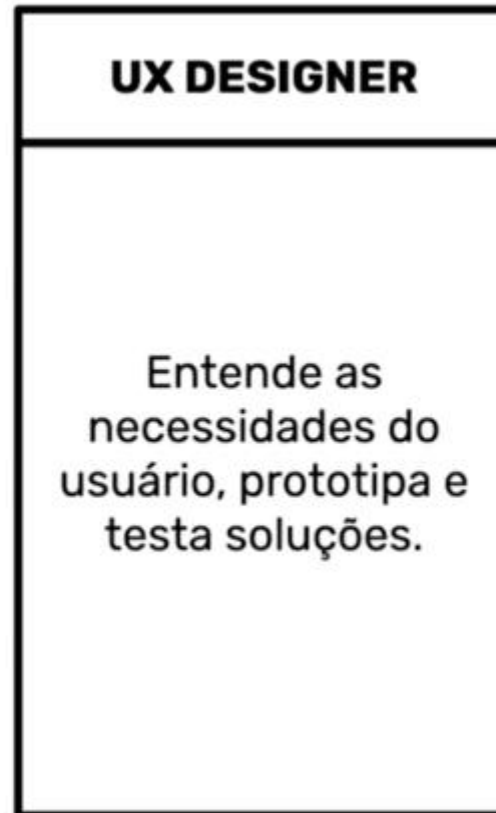 UX DESIGNER
Entende as
necessidades do
usuário, prototipa e
testa soluções.